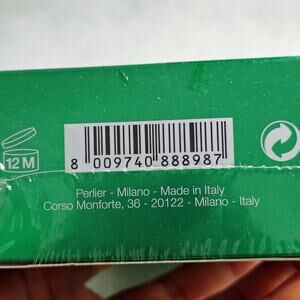 12 M
8 009740 888987
Perlier - Milano - Made in Italy
Corso Monforte, 36 - 20122 - Milano - Italy